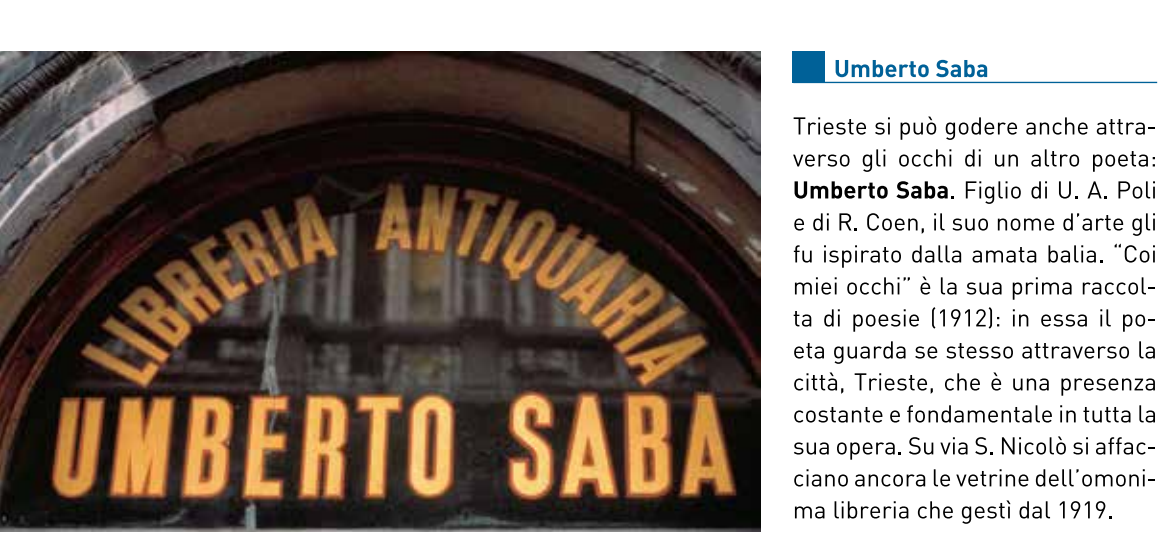 LIBRERIA ANTIQUARIA
UMBERTO SABA
Umberto Saba
Trieste si può godere anche attra-
verso gli occhi di un altro poeta:
Umberto Saba. Figlio di U. A. Poli
e di R. Coen, il suo nome d'arte gli
fu ispirato dalla amata balia. “Coi
miei occhi” è la sua prima raccol-
ta di poesie (1912): in essa il po-
eta guarda se stesso attraverso la
città, Trieste, che è una presenza
costante e fondamentale in tutta la
sua opera. Su via S. Nicolò si affac-
ciano ancora le vetrine dell'omoni-
ma libreria che gestì dal 1919.